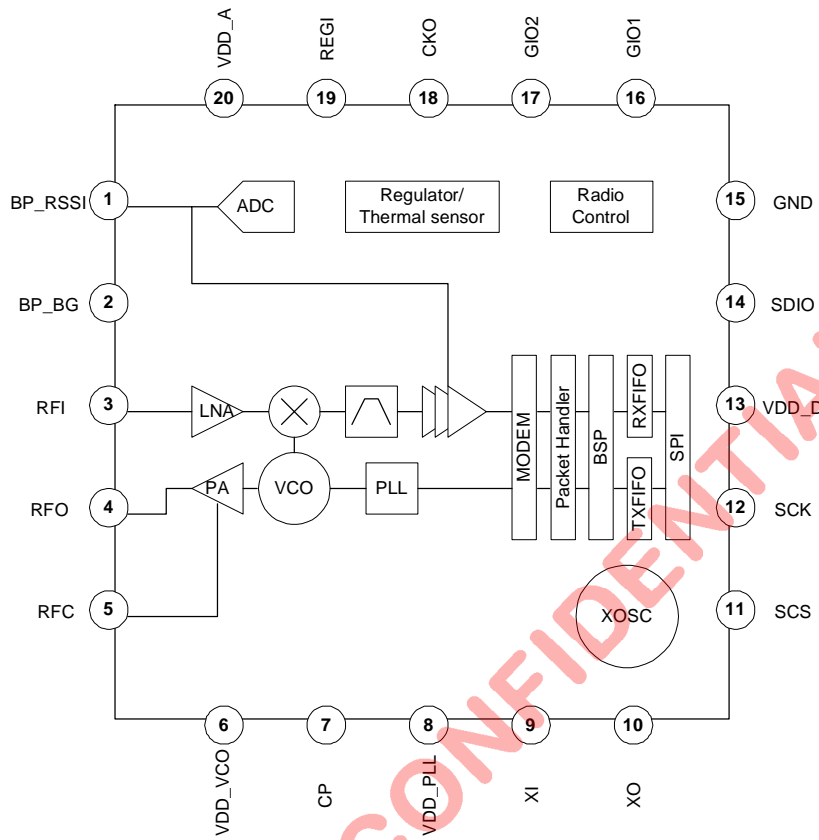 VDD_A
REGI
CKO
GIO2
GIO1
20
19
18
17
16
1
BP_RSSI
ADC
Regulator/
Thermal sensor
Radio
Control
15
GND
2
BP_BG
14
SDIO
3
RFI
LNA
MODEM
Packet Handler
BSP
RXFIFO
TXFIFO
SPI
13
VDD_D
4
RFO
PA
VCO
PLL
12
SCK
5
RFC
XOSC
11
SCS
6
7
8
9
10
VDD_VCO
CP
VDD_PLL
XI
XO
CONFIDENTIA